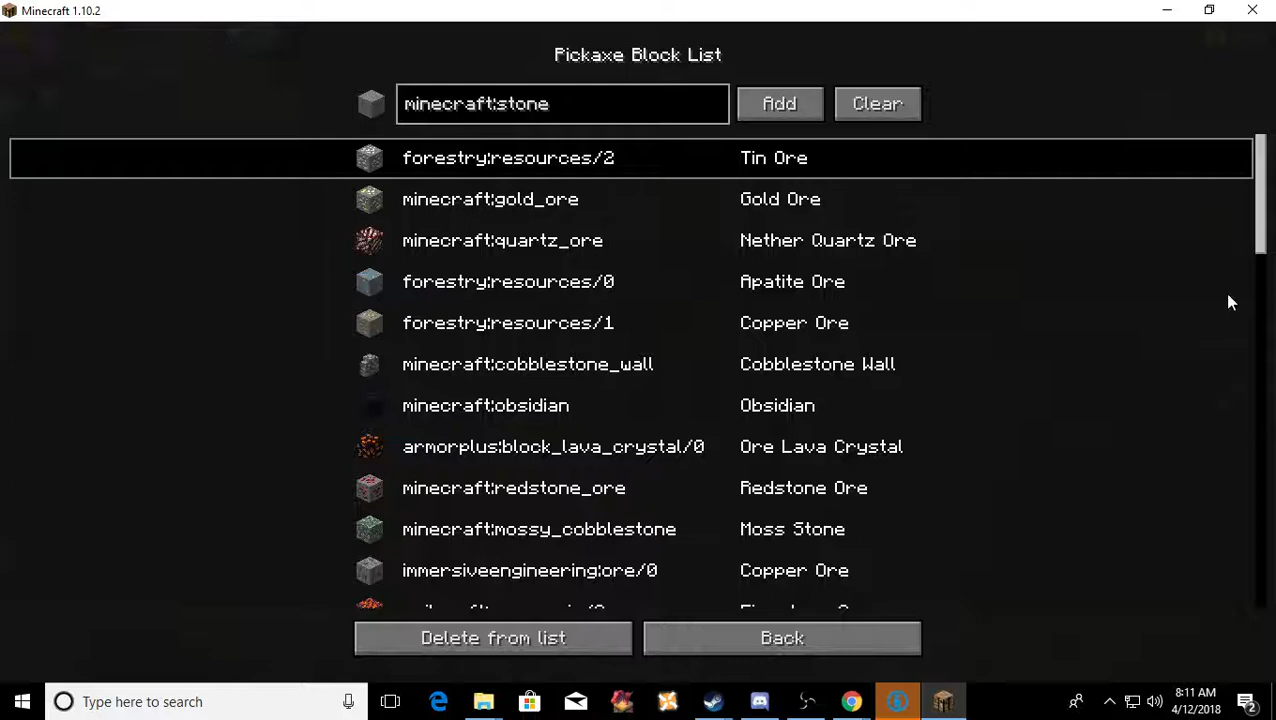 Minecraft 1.10.2
Pickaxe Block List
minecraft:stone Add Clear
forestry:resources/2 Tin Ore
minecraft:gold_ore Gold Ore
minecraft:quartz_ore Nether Quartz Ore
forestry:resources/0 Apatite Ore
forestry:resources/1 Copper Ore
minecraft:cobblestone_wall Cobblestone Wall
minecraft:obsidian Obsidian
armorplus:block_lava_crystal/0 Ore Lava Crystal
minecraft:redstone_ore Redstone Ore
minecraft:mossy_cobblestone Moss Stone
immersiveengineering:ore/0 Copper Ore
Delete from list Back
Type here to search
8:11 AM
4/12/2018
2